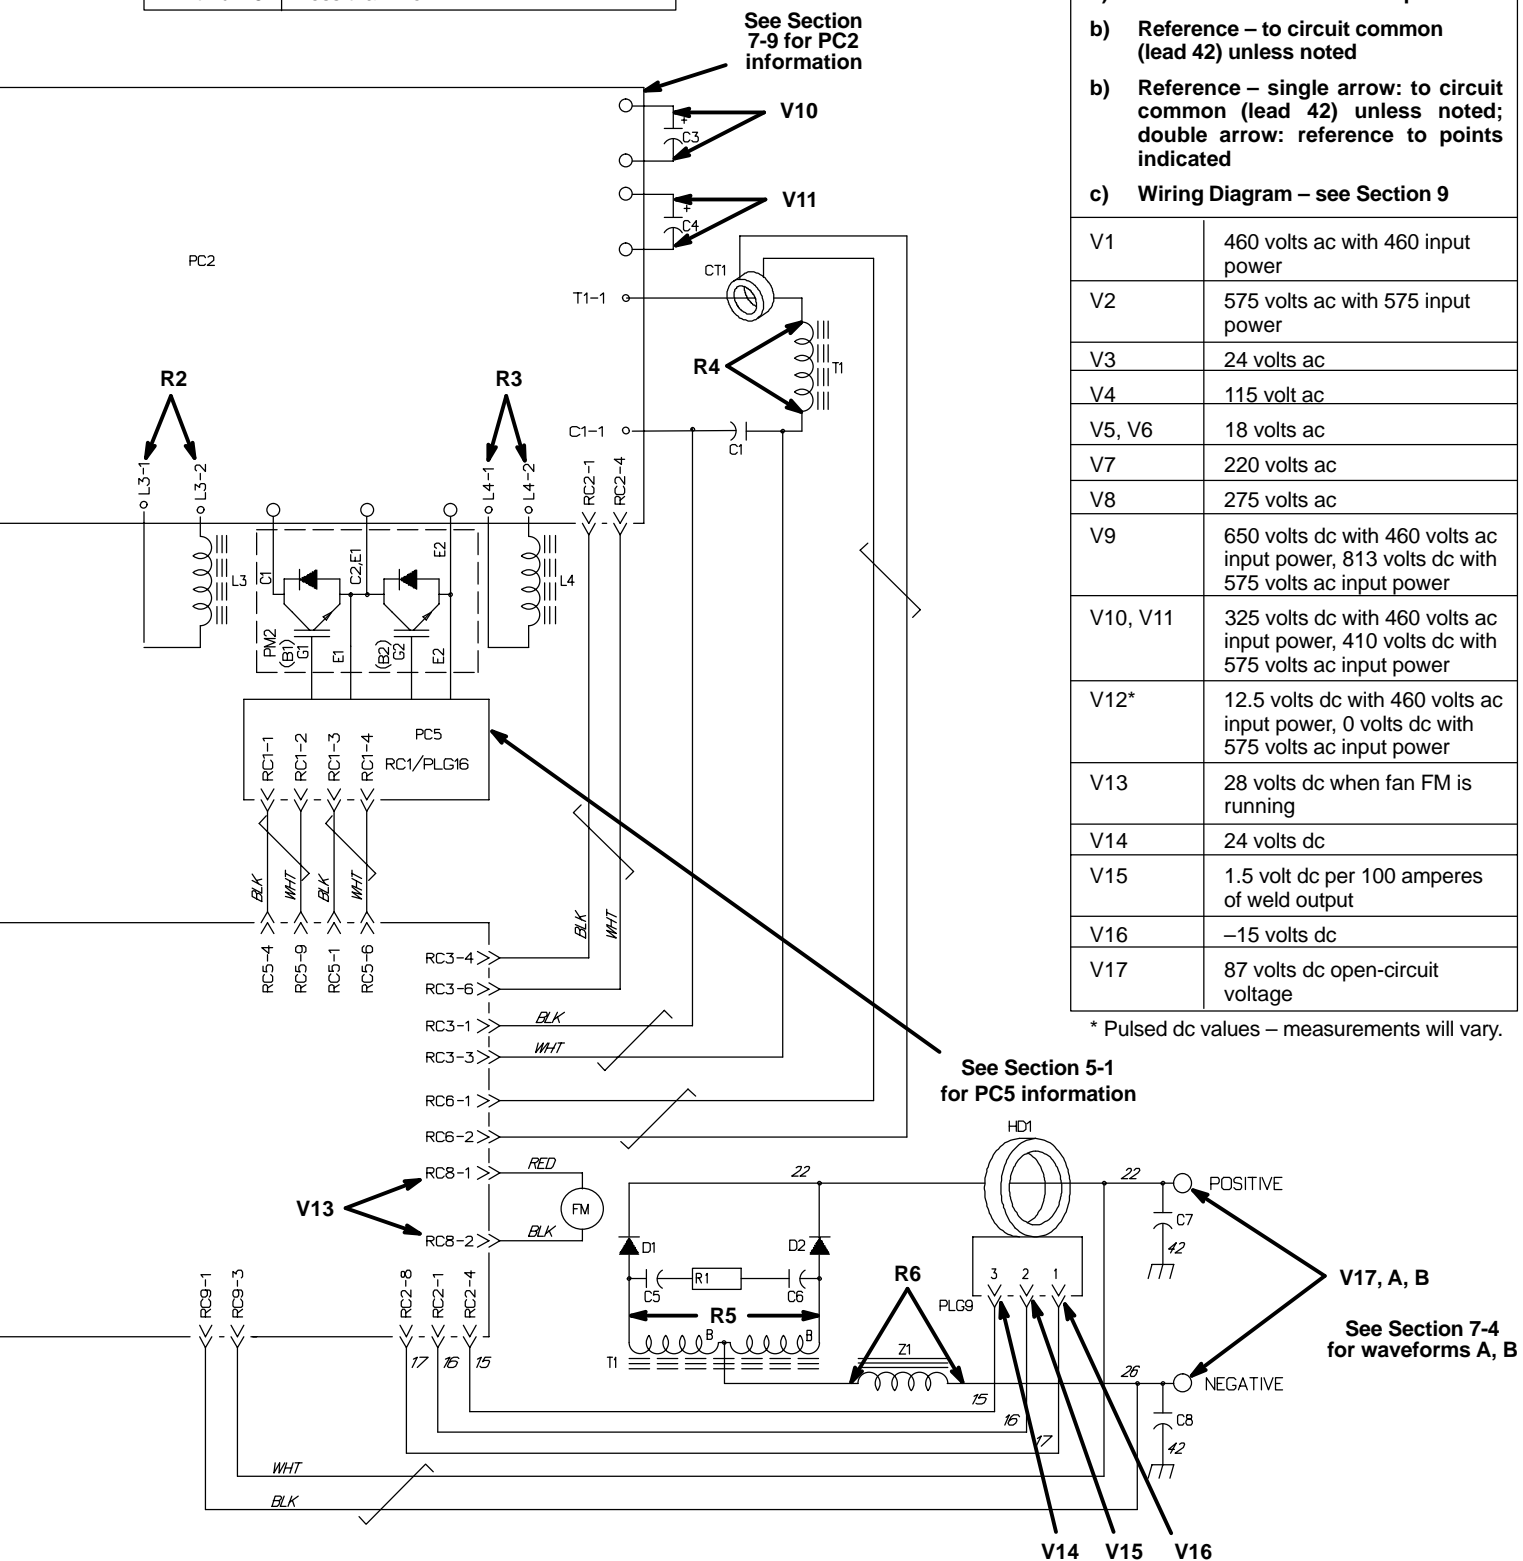 See Section
7-9 for PC2
information
b) Reference – to circuit common
(lead 42) unless noted
b) Reference – single arrow: to circuit
common (lead 42) unless noted;
double arrow: reference to points
indicated
c) Wiring Diagram – see Section 9
V1 460 volts ac with 460 input
power
V2 575 volts ac with 575 input
power
V3 24 volts ac
V4 115 volt ac
V5, V6 18 volts ac
V7 220 volts ac
V8 275 volts ac
V9 650 volts dc with 460 volts ac
input power, 813 volts dc with
575 volts ac input power
V10, V11 325 volts dc with 460 volts ac
input power, 410 volts dc with
575 volts ac input power
V12* 12.5 volts dc with 460 volts ac
input power, 0 volts dc with
575 volts ac input power
V13 28 volts dc when fan FM is
running
V14 24 volts dc
V15 1.5 volt dc per 100 amperes
of weld output
V16 –15 volts dc
V17 87 volts dc open-circuit
voltage
* Pulsed dc values – measurements will vary.
V10
+
C3
V11
+
C4
PC2
CT1
T1-1
R4
T1
R2
R3
C1-1
C1
L3-1
L3-2
L4-1
L4-2
RC2-1
RC2-4
L3
C1
C2,E1
E2
L4
PM2
(B1)
G1
E1
(B2)
G2
E2
PC5
RC1/PLG16
RC1-1
RC1-2
RC1-3
RC1-4
BLK
WHT
BLK
WHT
RC5-4
RC5-9
RC5-1
RC5-6
BLK
WHT
RC3-4
RC3-6
RC3-1
BLK
RC3-3
WHT
RC6-1
RC6-2
RC8-1
RED
V13
FM
RC8-2
BLK
See Section 5-1
for PC5 information
HD1
22
22
POSITIVE
C7
42
D1
D2
C5
R1
C6
R5
R6
3 2 1
PLG9
V17, A, B
See Section 7-4
for waveforms A, B
RC9-1
RC9-3
RC2-8
RC2-1
RC2-4
17 16 15
B
B
T1
Z1
26
NEGATIVE
15
16
17
C8
42
WHT
BLK
V14 V15 V16